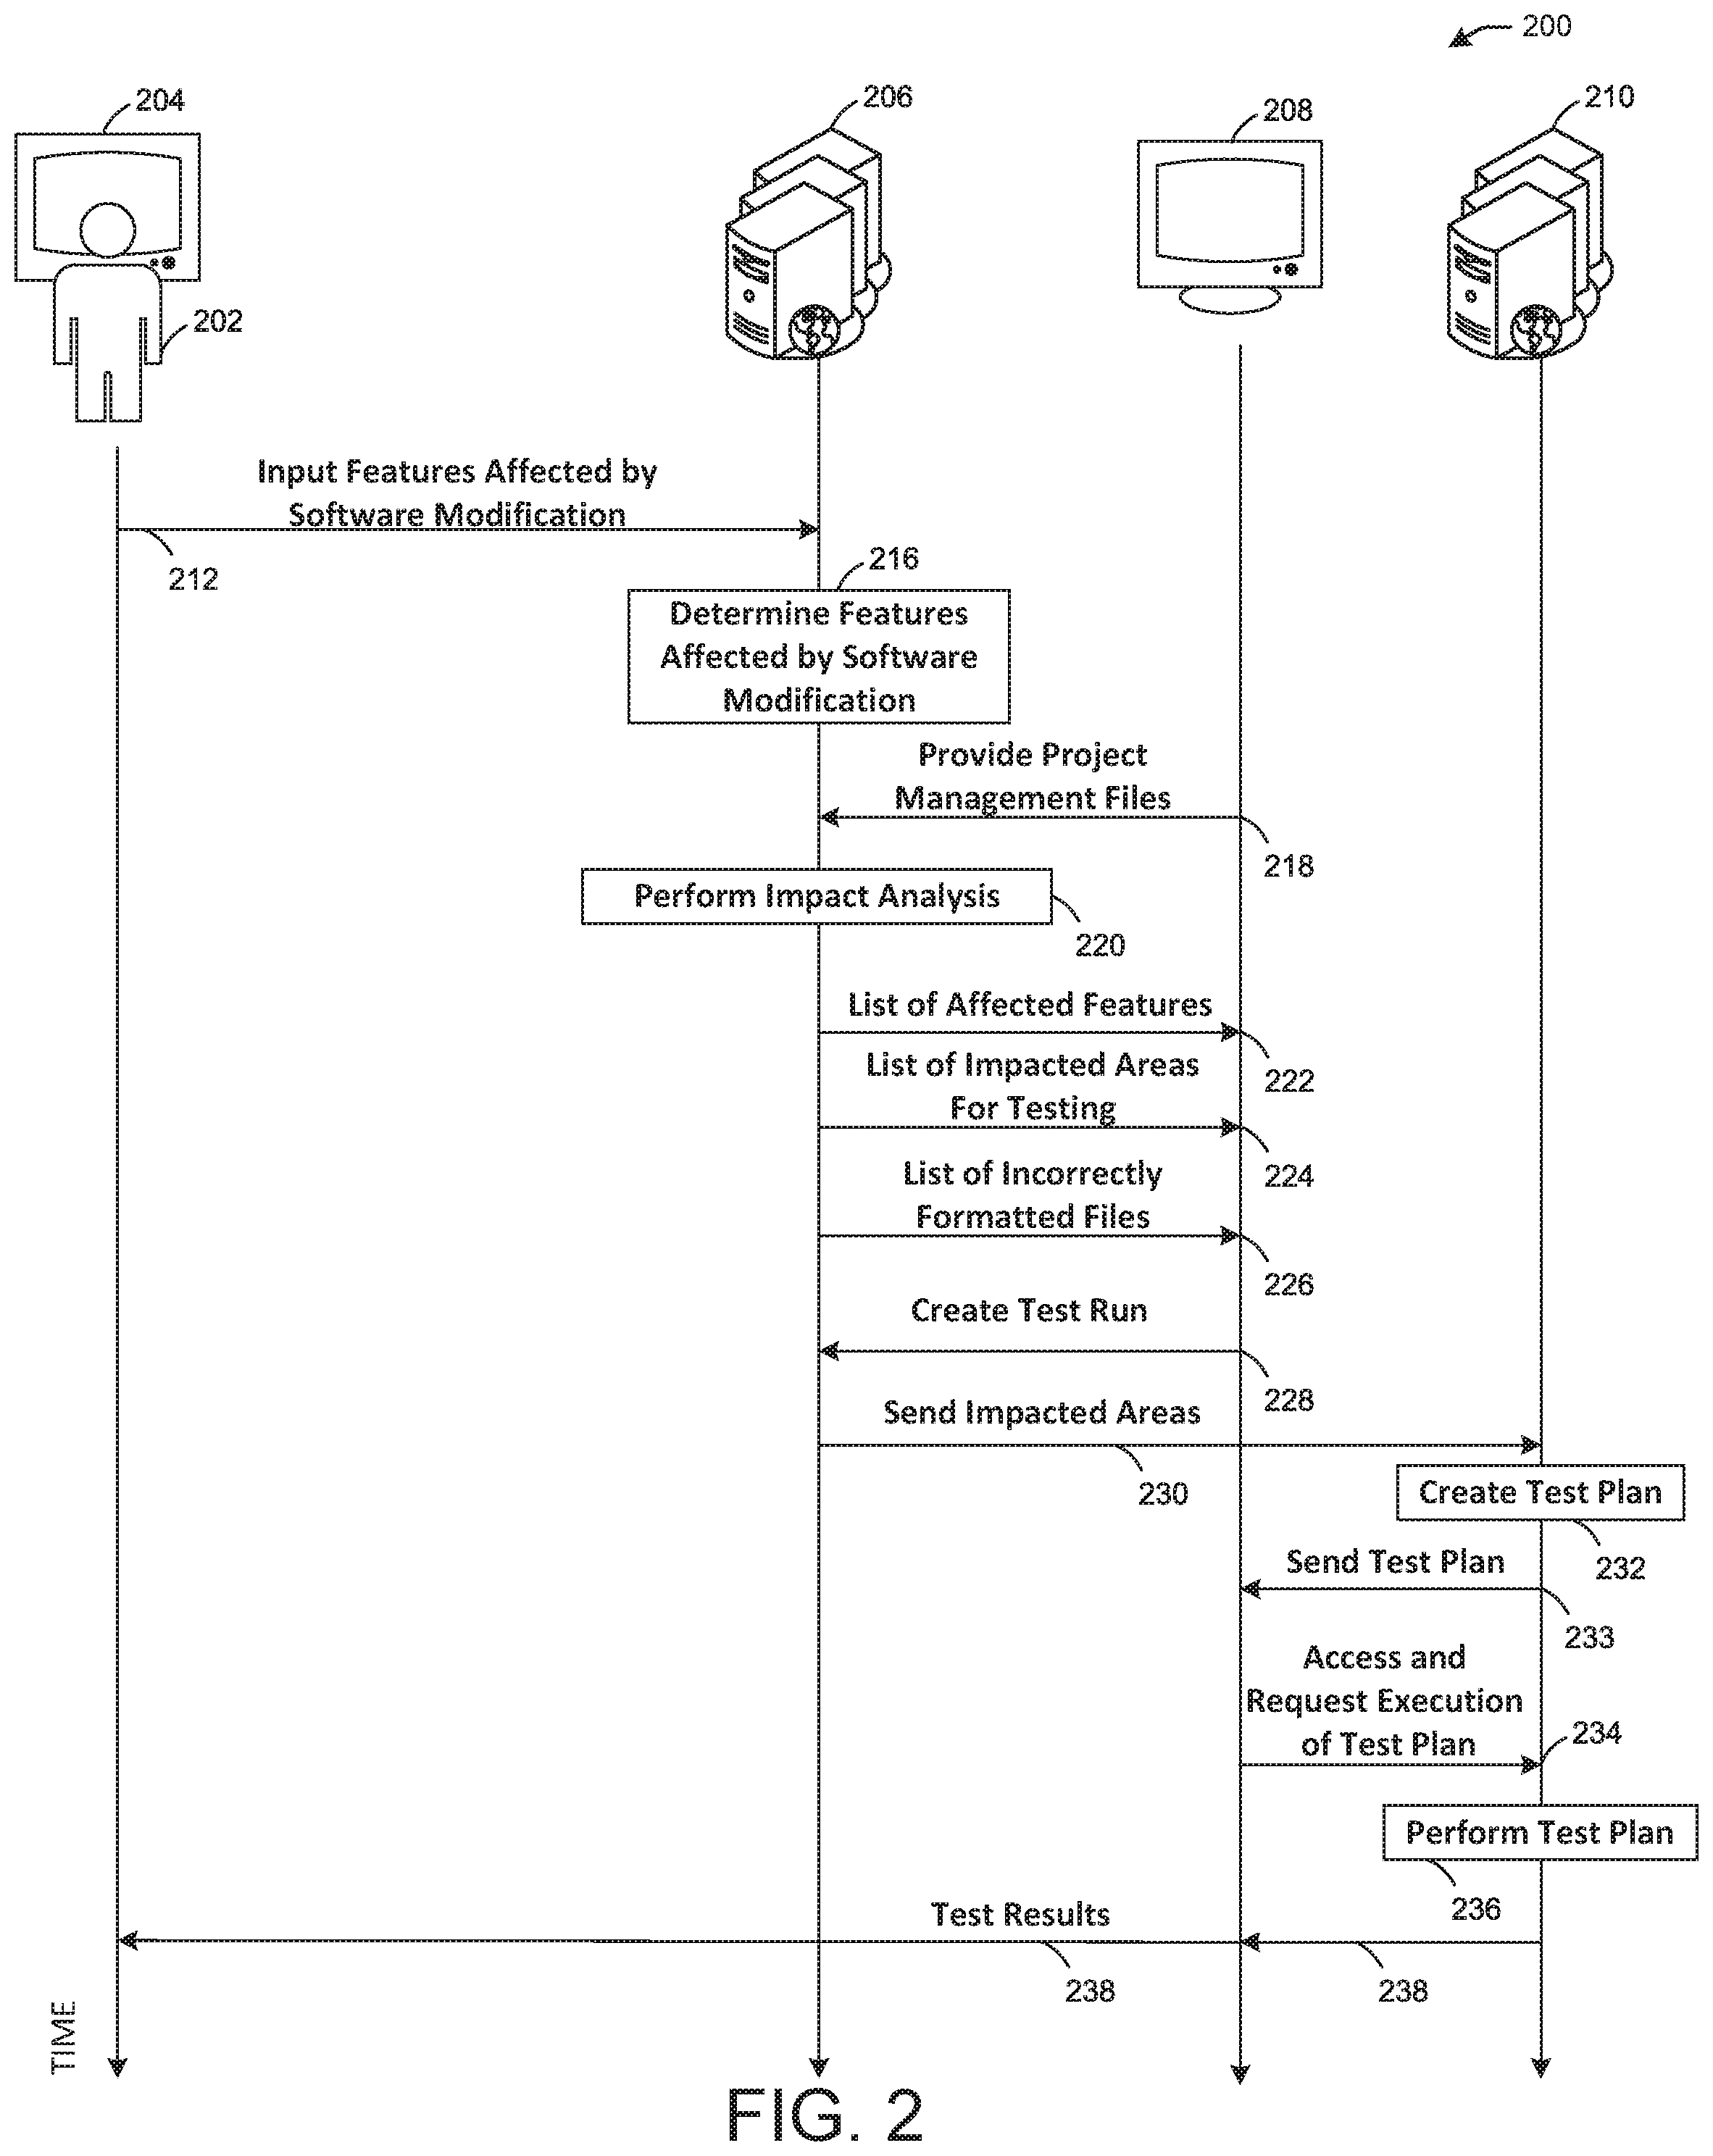 200
204
206
208
210
202
Input Features Affected by
Software Modification
212
216
Determine Features
Affected by Software
Modification
Provide Project
Management Files
218
Perform Impact Analysis
220
List of Affected Features
222
List of Impacted Areas
For Testing
224
List of Incorrectly
Formatted Files
226
Create Test Run
228
Send Impacted Areas
230
Create Test Plan
232
Send Test Plan
233
Access and
Request Execution
of Test Plan
234
Perform Test Plan
236
Test Results
238
238
TIME
FIG. 2